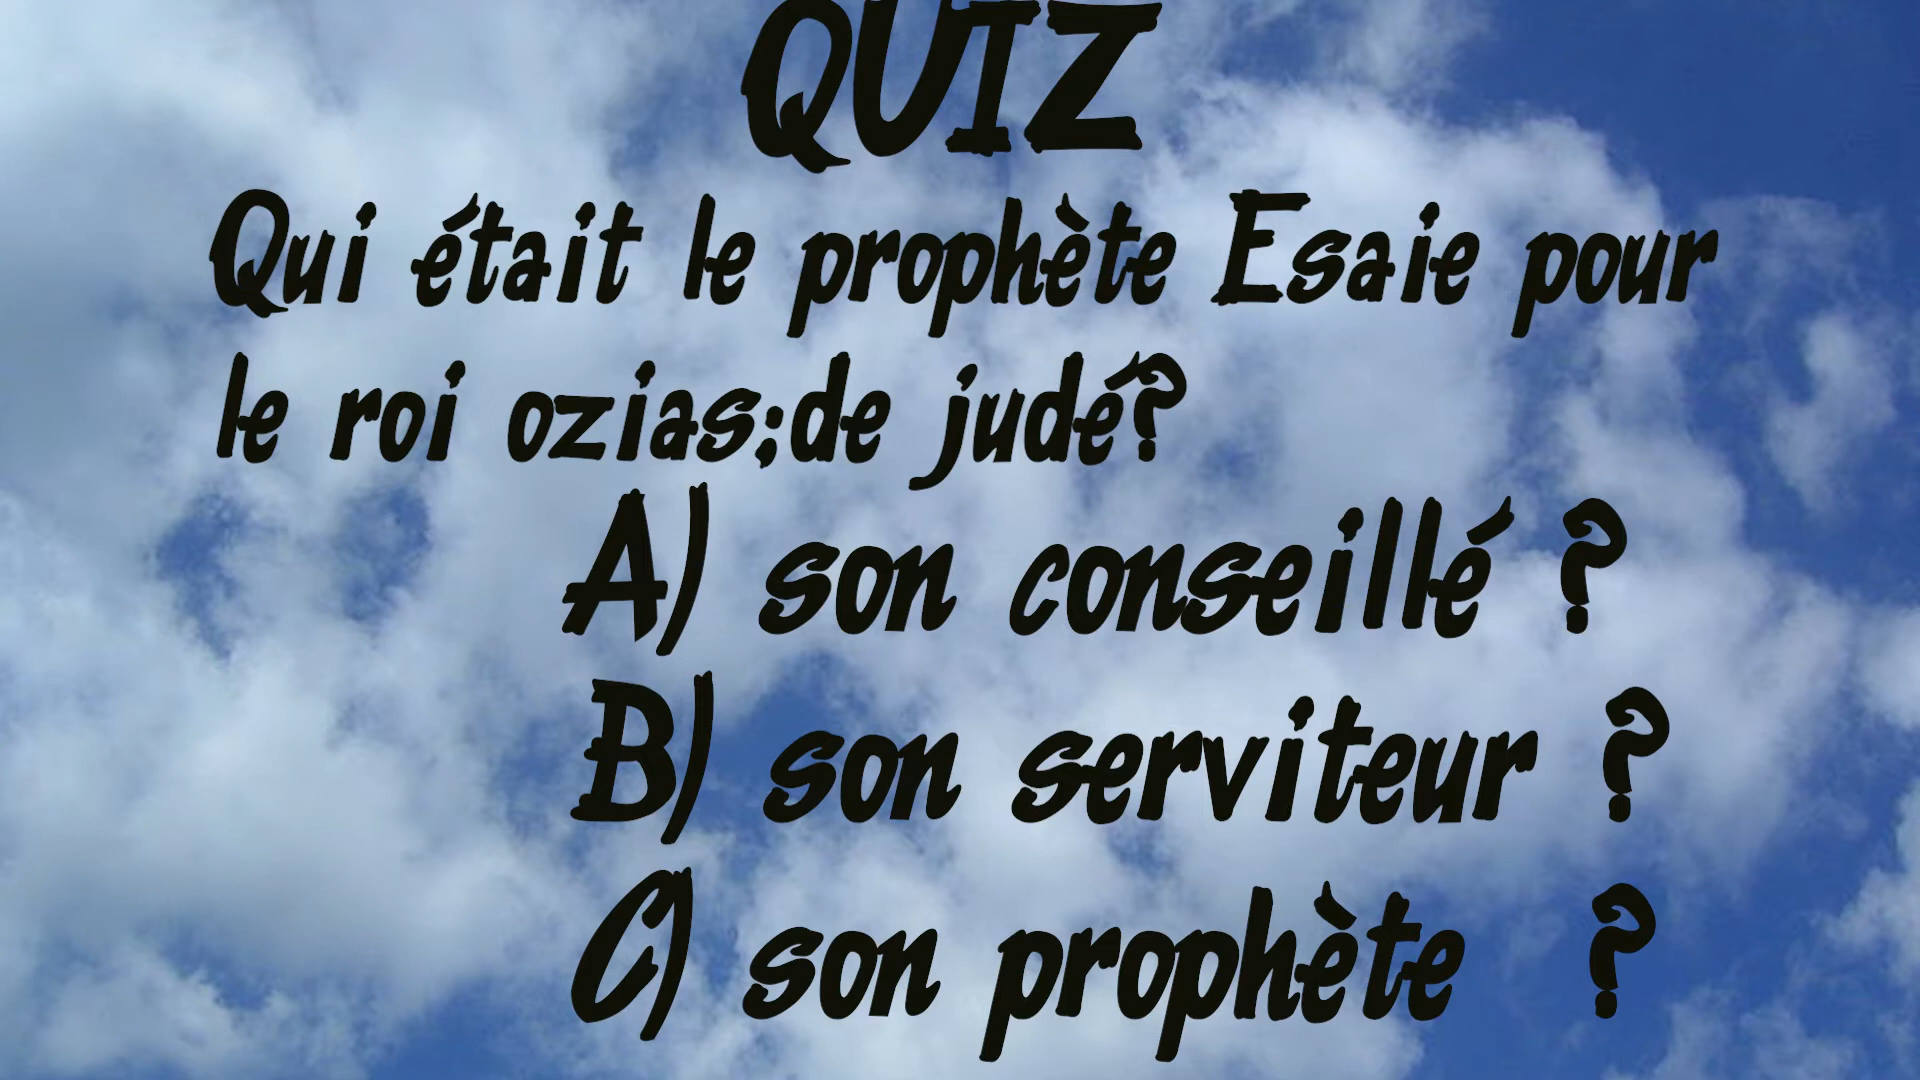 QUIZ
Qui était le prophète Esaie pour
le roi ozias;de judé?
A) son conseillé ?
B) son serviteur ?
C) son prophète ?